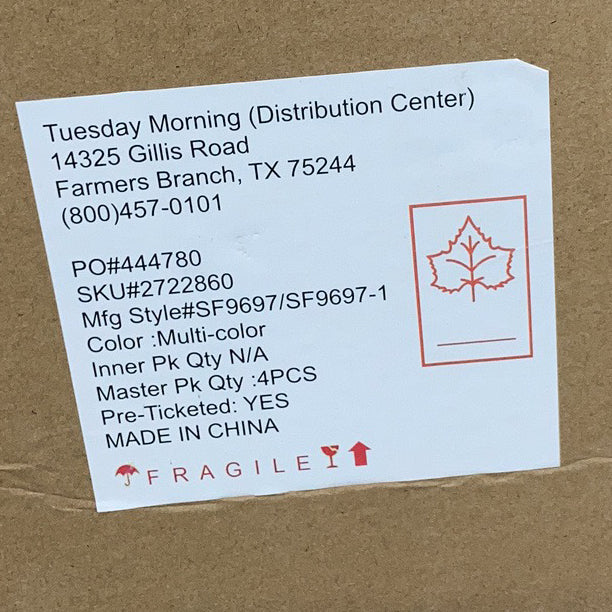 Tuesday Morning (Distribution Center)
14325 Gillis Road
Farmers Branch, TX 75244
(800)457-0101
PO#444780
SKU#2722860
Mfg Style#SF9697/SF9697-1
Color :Multi-color
Inner Pk Qty N/A
Master Pk Qty :4PCS
Pre-Ticketed: YES
MADE IN CHINA
FRAGILE